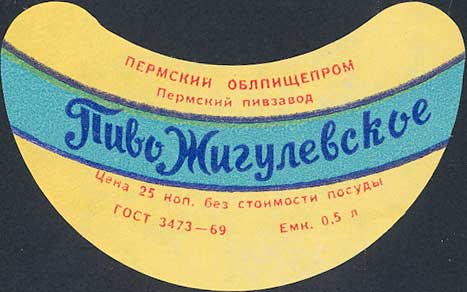 ПЕРМСКИЙ ОБЛПИЩЕПРОМ
Пермский пивзавод
Пиво Жигулевское
Цена 25 коп. без стоимости посуды
ГОСТ 3473—69 Емк. 0,5 л